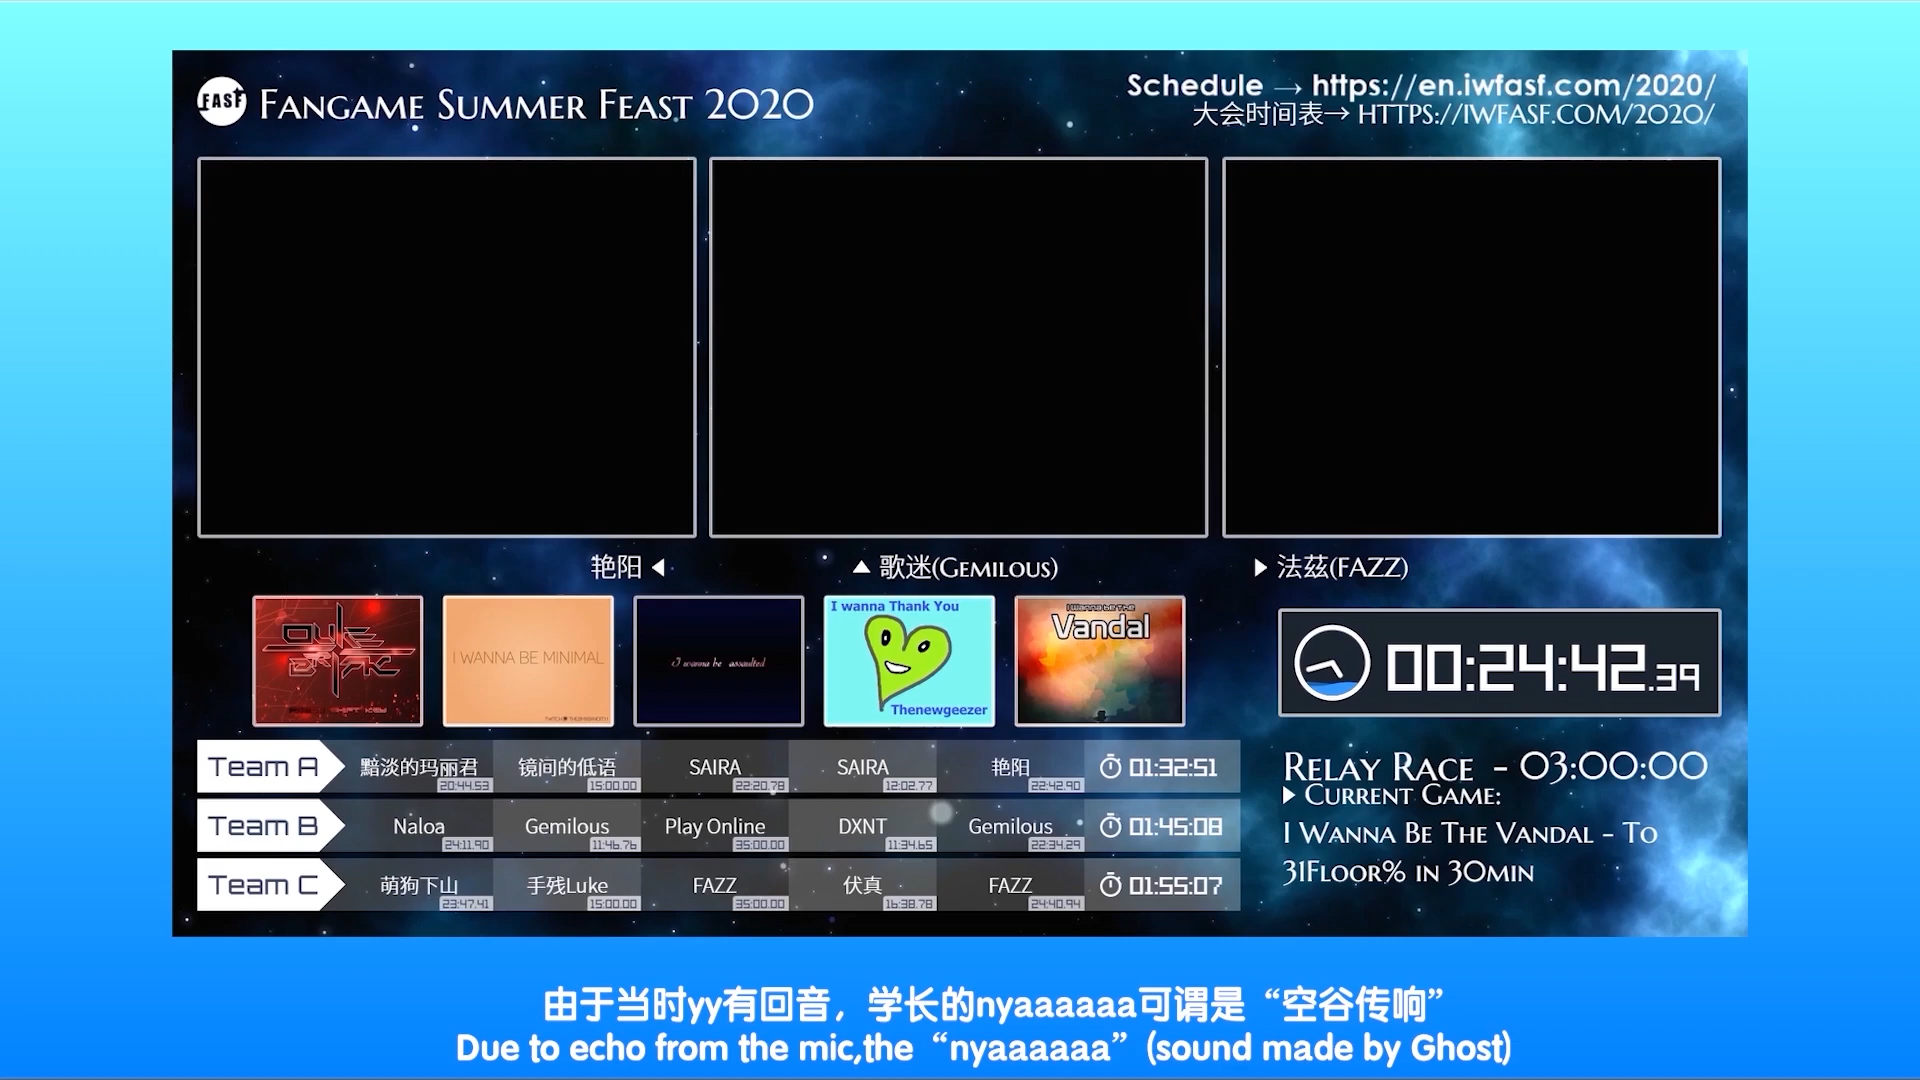 FASF
FANGAME SUMMER FEAST 2020
Schedule → https://en.iwfasf.com/2020/
大会时间表→ HTTPS://IWFASF.COM/2020/
艳阳 ◀
▲ 歌迷(GEMILOUS)
▶ 法茲(FAZZ)
I WANNA BE MINIMAL
I wanna be assaulted
I wanna Thank You
Thenewgeezer
I wanna be the
Vandal
00:24:42.39
Team A 黯淡的玛丽君 20:44.53 镜间的低语 15:00.00 SAIRA 22:20.78 SAIRA 12:02.77 艳阳 22:42.90 01:32:51
Team B Naloa 24:11.90 Gemilous 11:46.76 Play Online 35:00.00 DXNT 11:34.65 Gemilous 22:34.29 01:45:08
Team C 萌狗下山 23:47.41 手残Luke 15:00.00 FAZZ 35:00.00 伏真 16:38.78 FAZZ 24:40.94 01:55:07
RELAY RACE - 03:00:00
▶ CURRENT GAME:
I WANNA BE THE VANDAL - TO
31FLOOR% IN 30MIN
由于当时yy有回音，学长的nyaaaaaa可谓是“空谷传响”
Due to echo from the mic,the“nyaaaaaa”(sound made by Ghost)